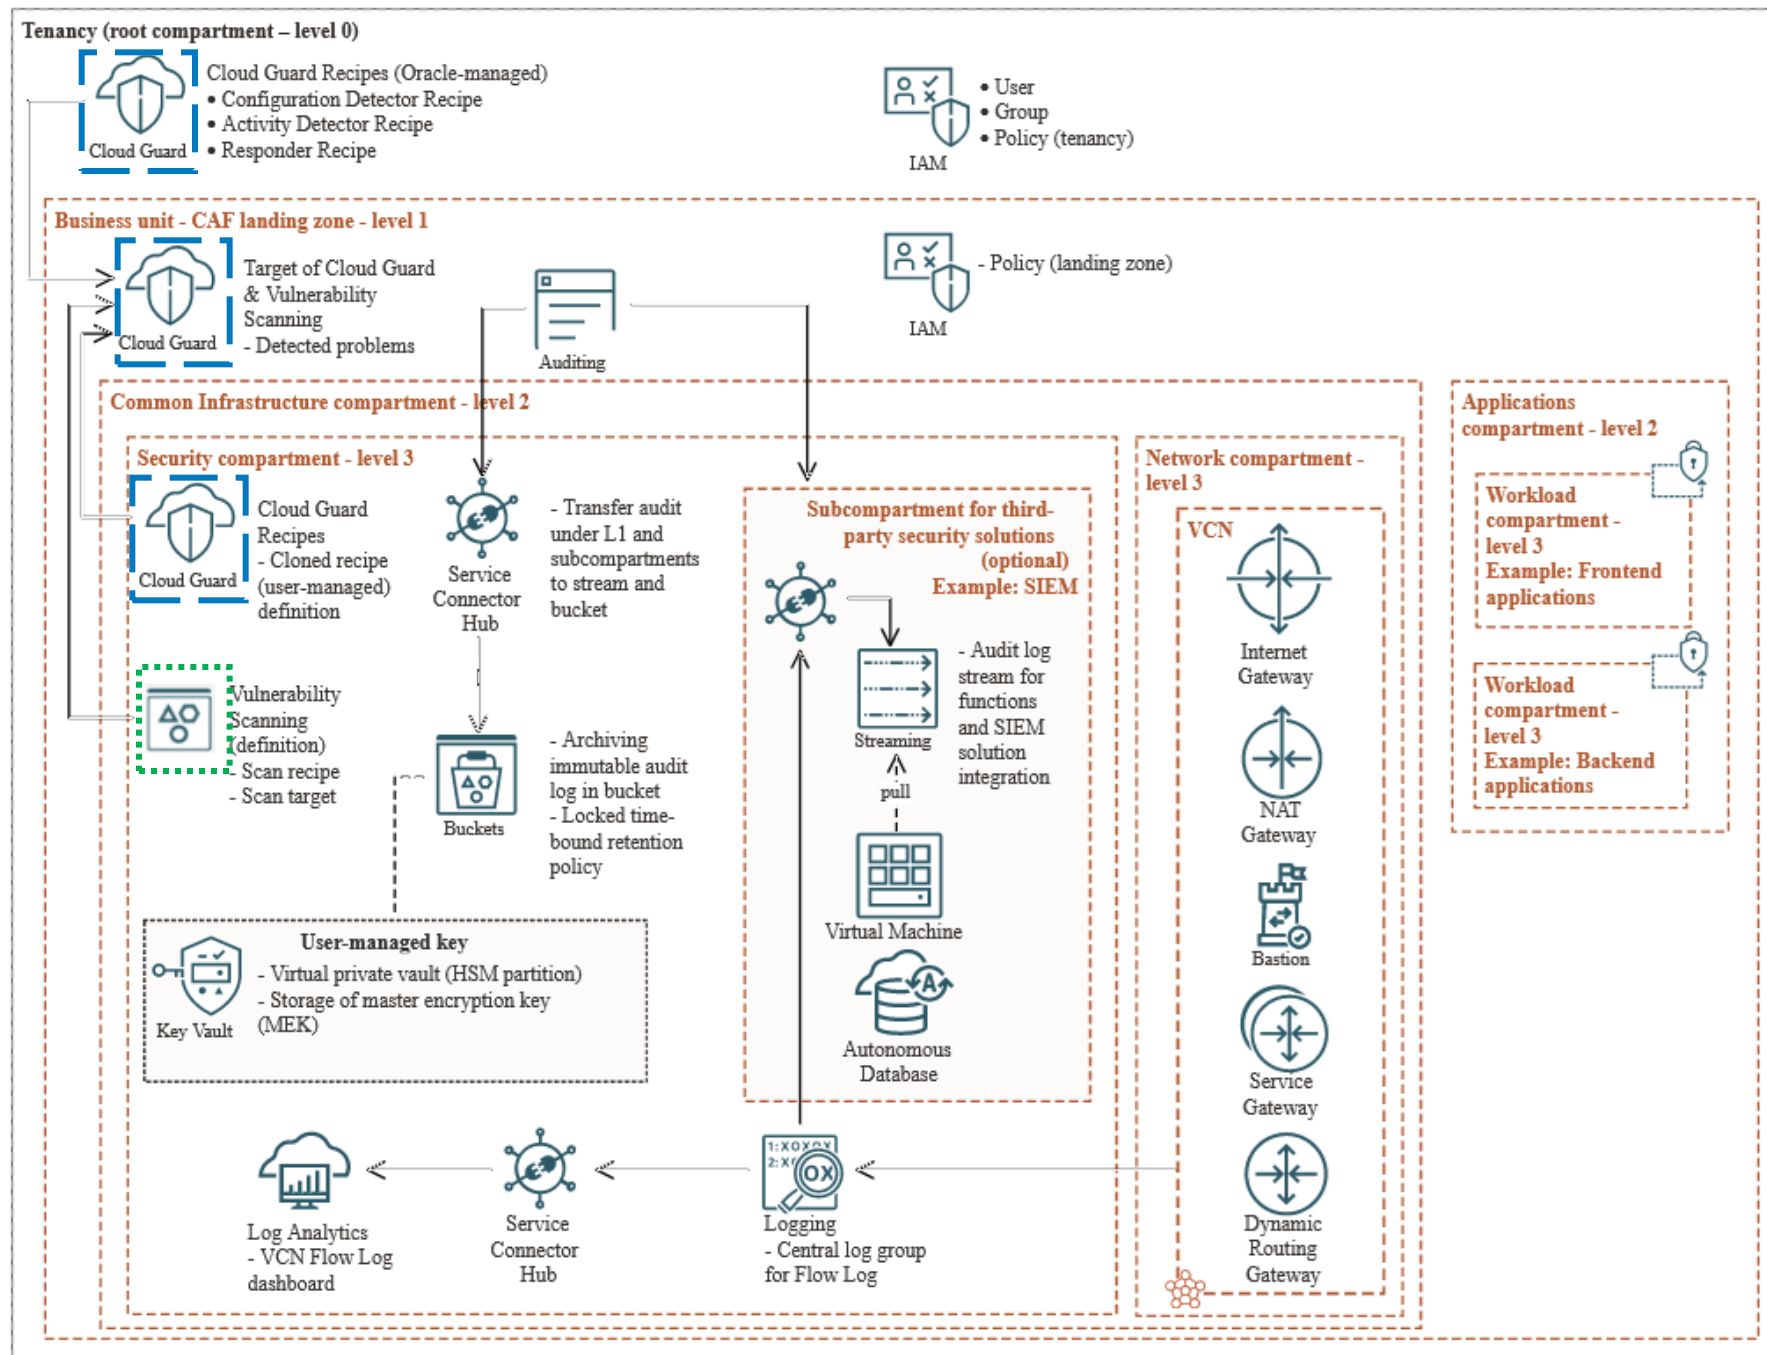 Tenancy (root compartment – level 0)
Cloud Guard
Cloud Guard Recipes (Oracle-managed)
• Configuration Detector Recipe
• Activity Detector Recipe
• Responder Recipe
IAM
• User
• Group
• Policy (tenancy)
Business unit - CAF landing zone - level 1
Cloud Guard
Target of Cloud Guard
& Vulnerability
Scanning
- Detected problems
Auditing
IAM
- Policy (landing zone)
Common Infrastructure compartment - level 2
Security compartment - level 3
Cloud Guard
Cloud Guard
Recipes
- Cloned recipe
(user-managed)
definition
Service
Connector
Hub
- Transfer audit
under L1 and
subcompartments
to stream and
bucket
Vulnerability
Scanning
(definition)
- Scan recipe
- Scan target
Buckets
- Archiving
immutable audit
log in bucket
- Locked time-
bound retention
policy
User-managed key
Key Vault
- Virtual private vault (HSM partition)
- Storage of master encryption key
(MEK)
Subcompartment for third-
party security solutions
(optional)
Example: SIEM
Streaming
- Audit log
stream for
functions
and SIEM
solution
integration
pull
Virtual Machine
A
Autonomous
Database
Log Analytics
- VCN Flow Log
dashboard
Service
Connector
Hub
1:XOXOX
2:X
OX
Logging
- Central log group
for Flow Log
Network compartment -
level 3
VCN
Internet
Gateway
NAT
Gateway
Bastion
Service
Gateway
Dynamic
Routing
Gateway
Applications
compartment - level 2
Workload
compartment -
level 3
Example: Frontend
applications
Workload
compartment -
level 3
Example: Backend
applications